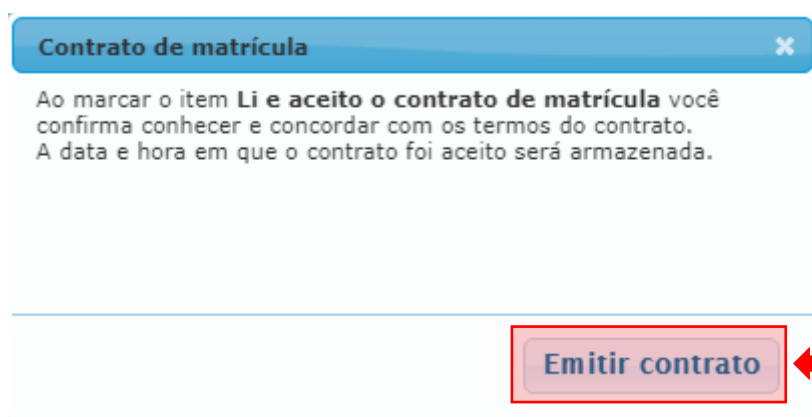 Contrato de matrícula
Ao marcar o item Li e aceito o contrato de matrícula você
confirma conhecer e concordar com os termos do contrato.
A data e hora em que o contrato foi aceito será armazenada.
Emitir contrato